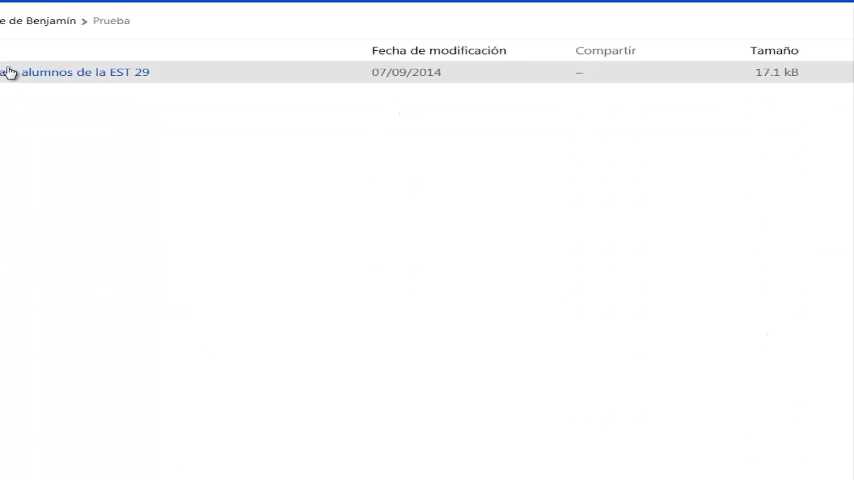 e de Benjamín > Prueba
Fecha de modificación Compartir Tamaño
alumnos de la EST 29 07/09/2014 – 17.1 kB